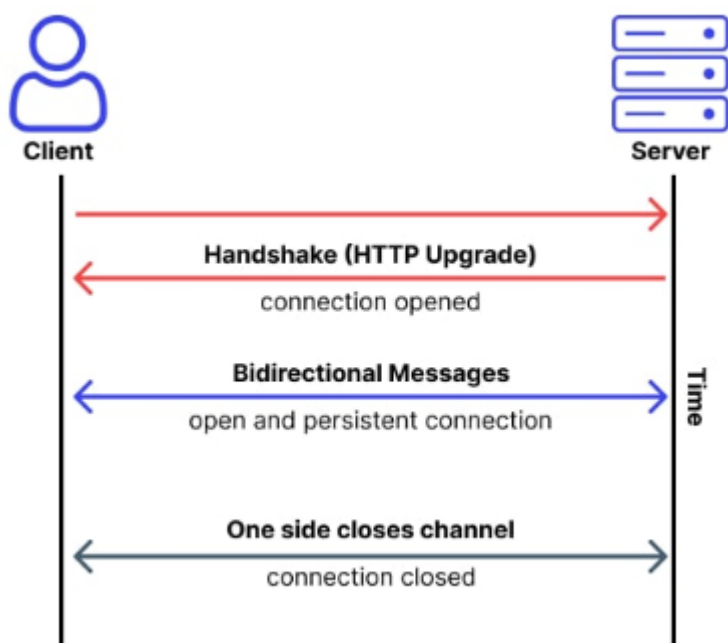 Client
Server
Handshake (HTTP Upgrade)
connection opened
Bidirectional Messages
open and persistent connection
Time
One side closes channel
connection closed